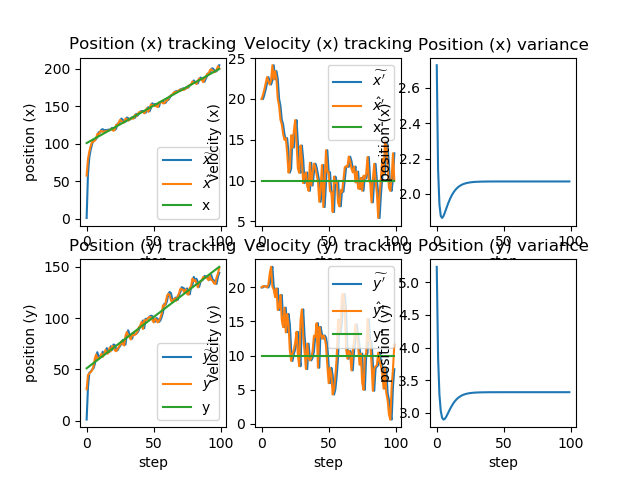 Position (x) tracking
Velocity (x) tracking
Position (x) variance
position (x)
200
150
100
50
0
0
50
100
step
x
velocity (x)
25
20
15
10
5
0
50
100
step
x'
position (x)
2.6
2.4
2.2
2.0
0
50
100
step
Position (y) tracking
Velocity (y) tracking
Position (y) variance
position (y)
150
100
50
0
0
50
100
step
y
y
velocity (y)
20
15
10
5
0
0
50
100
step
y'
position (y)
5.0
4.5
4.0
3.5
3.0
0
50
100
step